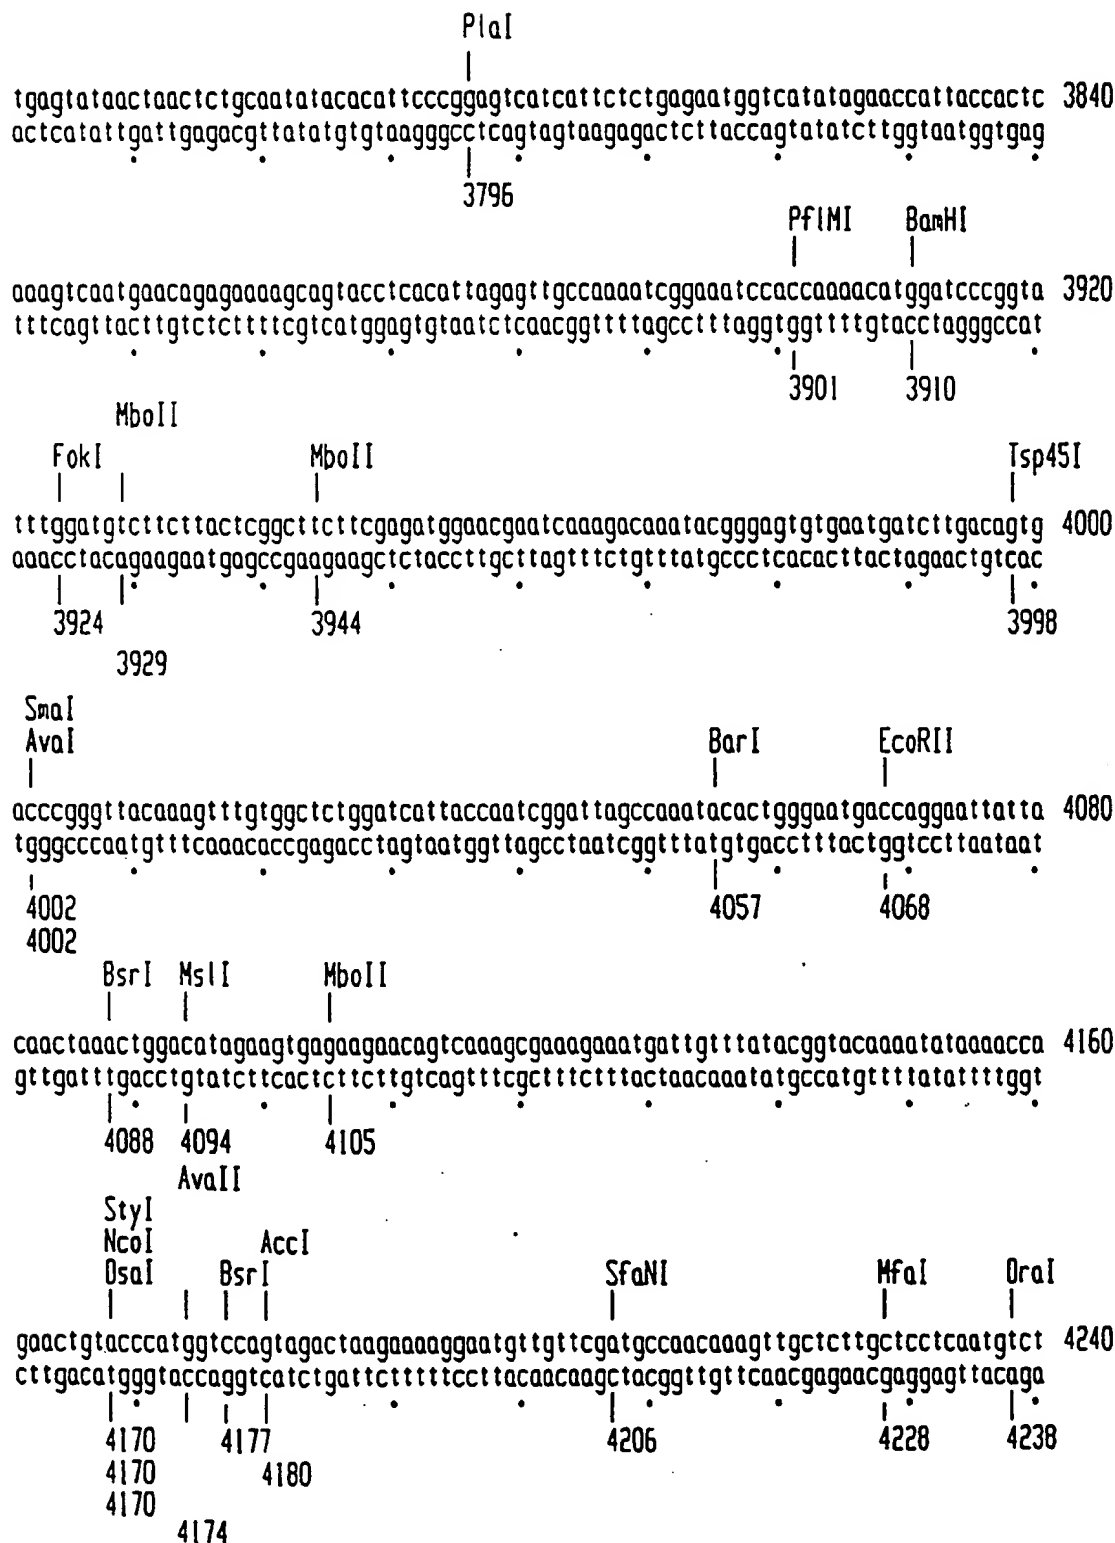 PlaI
tgagtataactaactctgcaatatacacattcccggagtcatcattctctgagaatggtcatatagaaccattaccactc 3840
actcatattgattgagacgttatatgtgtaagggcctcagtagtaagagactcttaccagtatatcttggtaatggtgag
3796
PflMI BamHI
aaagtcaatgaacagagaaaagcagtacctcacattagagttgccaaaatcggaaatccaccaaaacatggatcccggta 3920
tttcagttacttgtctcttttcgtcatggagtgtaatctcaacggttttagcctttaggtggttttgtacctagggccat
3901 3910
MboII
FokI MboII Tsp45I
tttggatgtcttcttactcggcttcttcgagatggaacgaatcaaagacaaatacgggagtgtgaatgatcttgacagtg 4000
aaacctacagaagaatgagccgaagaagctctaccttgcttagtttctgtttatgccctcacacttactagaactgtcac
3924 3944 3998
3929
SmaI
AvaI BarI EcoRII
acccgggttacaaagtttgtggctctggatcattaccaatcggattagccaaatacactgggaatgaccaggaattatta 4080
tgggcccaatgtttcaaacaccgagacctagtaatggttagcctaatcggtttatgtgacctttactggtccttaataat
4002 4057 4068
4002
BsrI MslI MboII
caactaaactggacatagaagtgagaagaacagtcaaagcgaaagaaatgattgtttatacggtacaaaatataaaacca 4160
gttgatttgacctgtatcttcactcttcttgtcagtttcgctttctttactaacaaatatgccatgttttatattttggt
4088 4094 4105
AvaII
StyI
NcoI AccI
DsaI BsrI SfaNI MfaI DraI
gaactgtacccatggtccagtagactaagaaaaggaatgttgttcgatgccaacaaagttgctcttgctcctcaatgtct 4240
cttgacatgggtaccaggtcatctgattctttttccttacaacaagctacggttgttcaacgagaacgaggagttacaga
4170 4177 4206 4228 4238
4170 4180
4170
4174